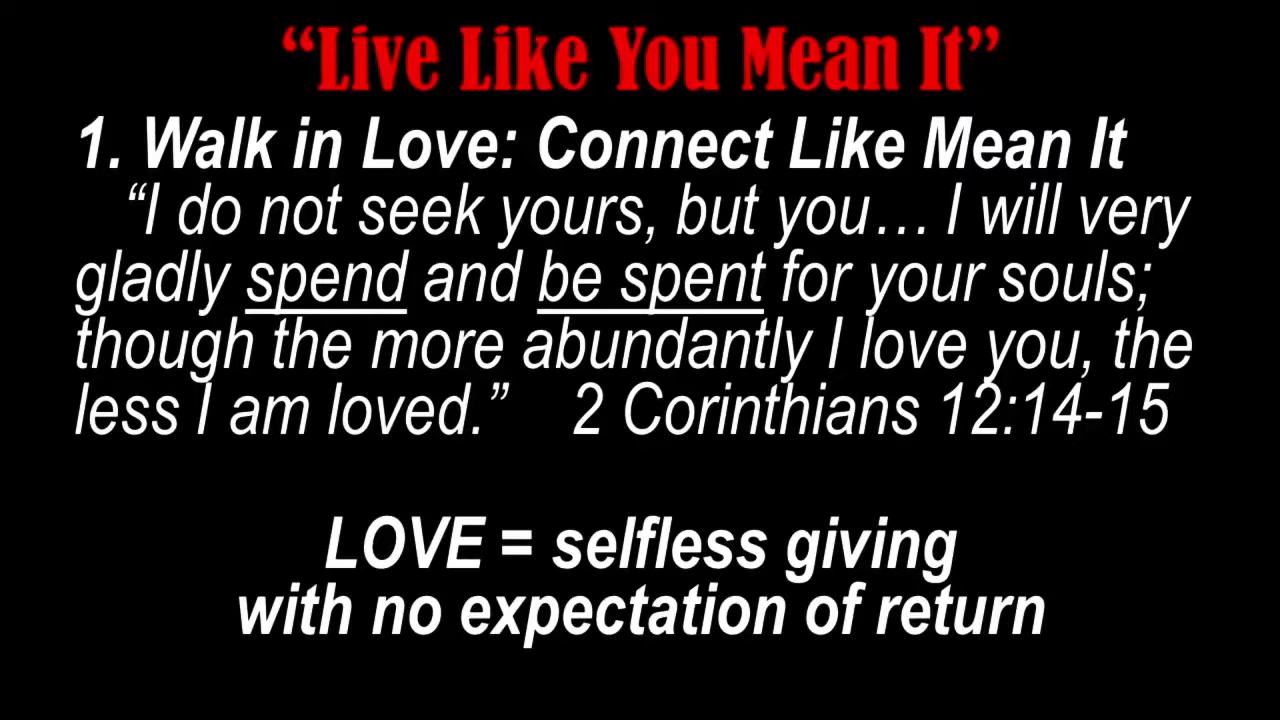 “Live Like You Mean It”
1. Walk in Love: Connect Like Mean It
“I do not seek yours, but you… I will very
gladly spend and be spent for your souls;
though the more abundantly I love you, the
less I am loved.” 2 Corinthians 12:14-15
LOVE = selfless giving
with no expectation of return